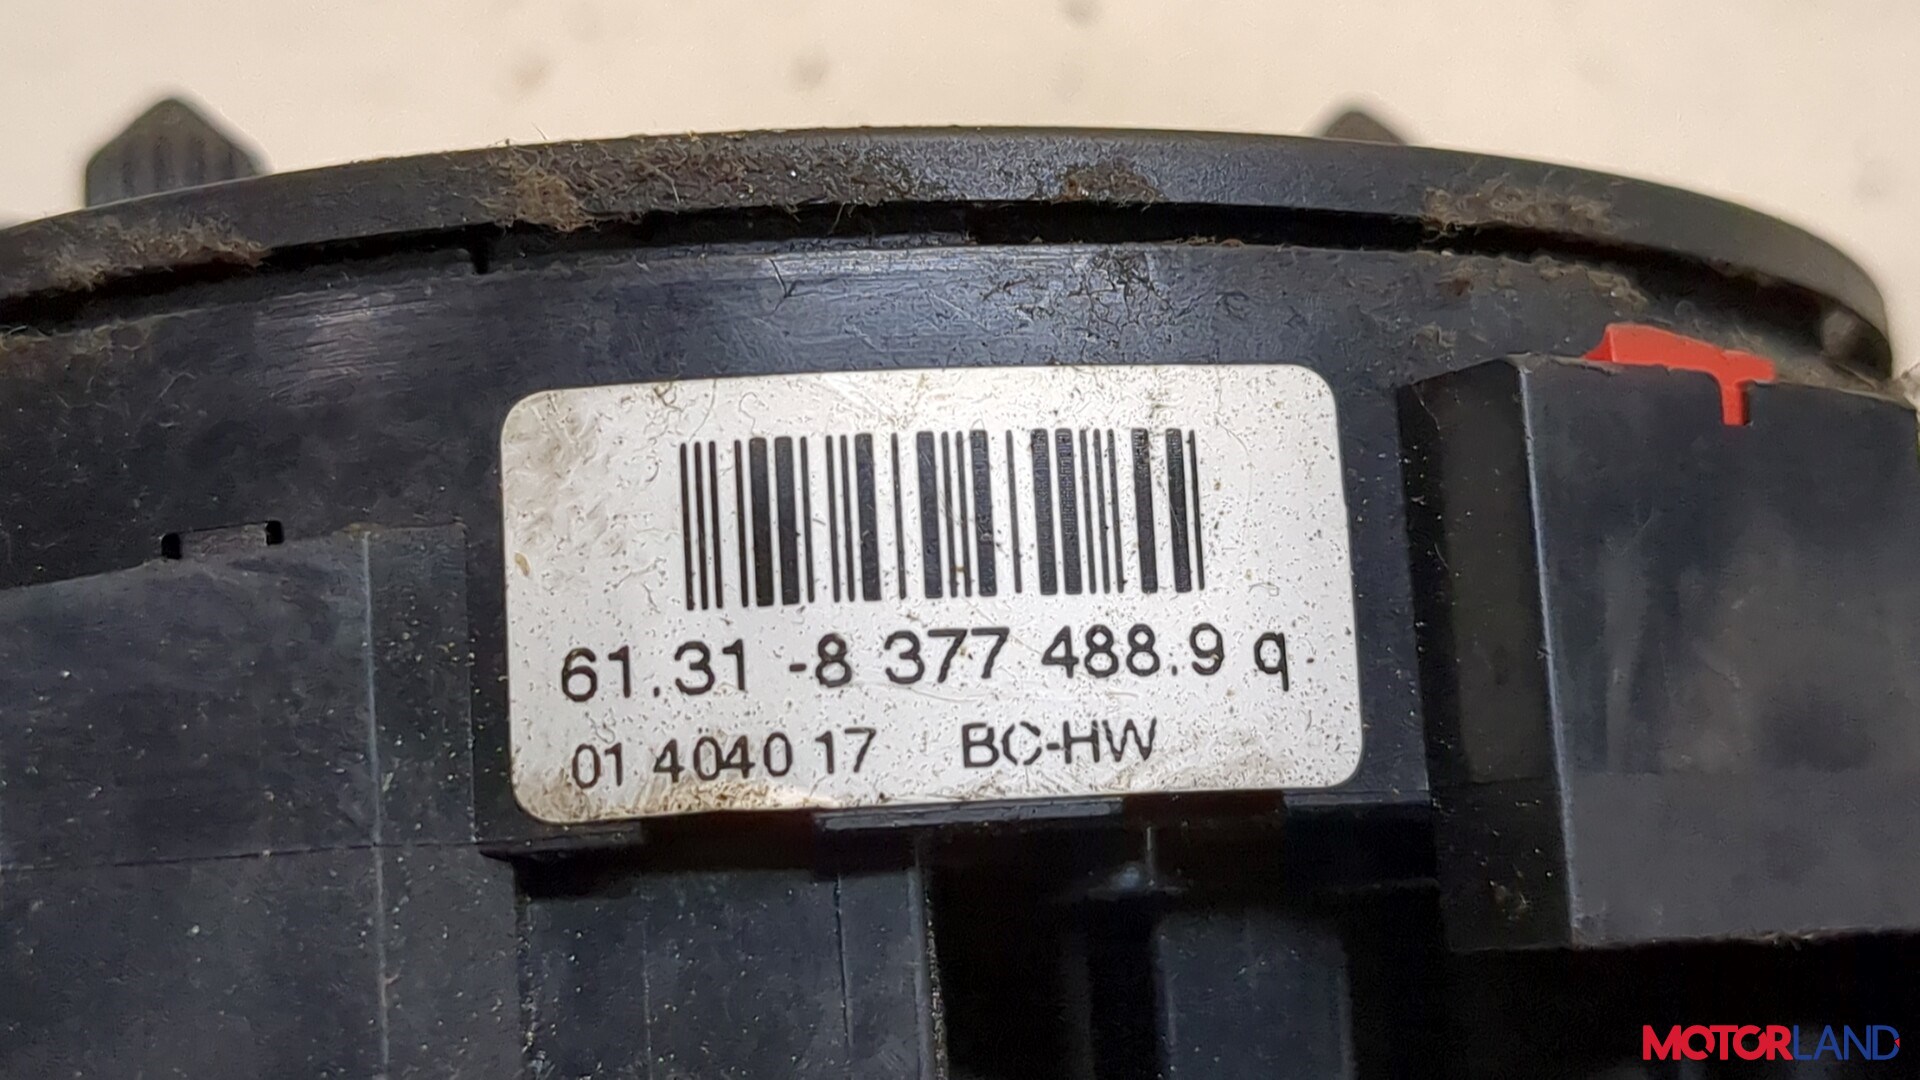 61.31 -8 377 488.9 q
01 4040 17 BC-HW
MOTORLAND